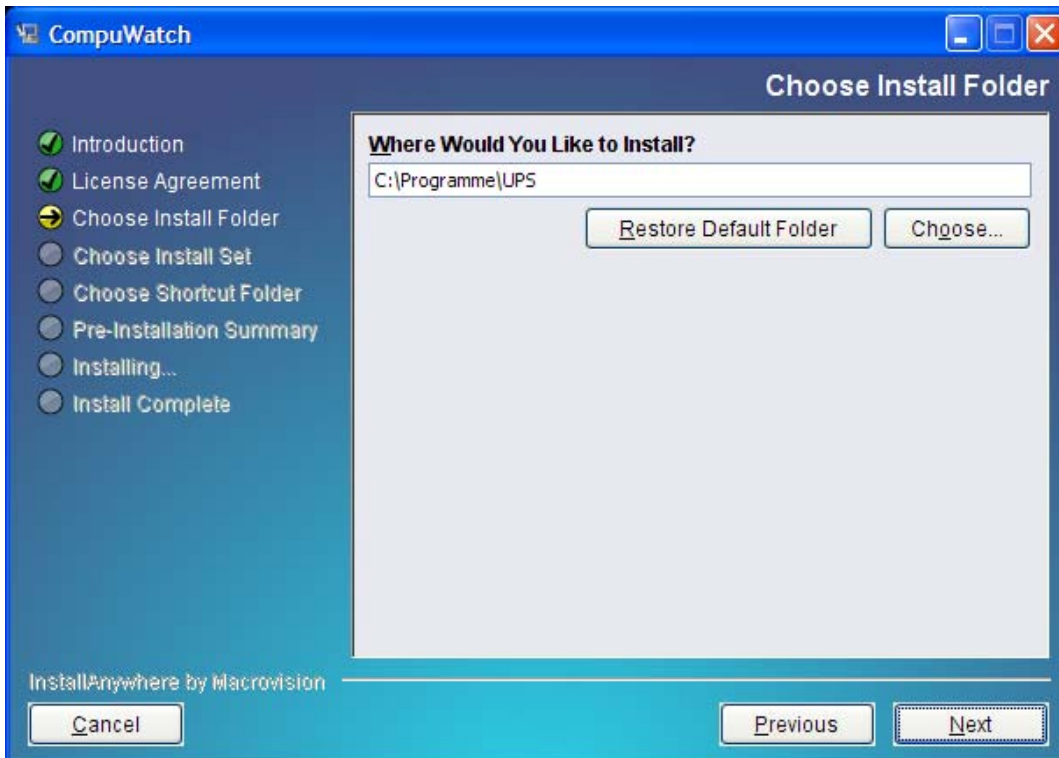 CompuWatch
Choose Install Folder
Introduction
License Agreement
Choose Install Folder
Choose Install Set
Choose Shortcut Folder
Pre-Installation Summary
Installing...
Install Complete
Where Would You Like to Install?
C:\Programme\UPS
Restore Default Folder
Choose...
InstallAnywhere by Macrovision
Cancel
Previous
Next